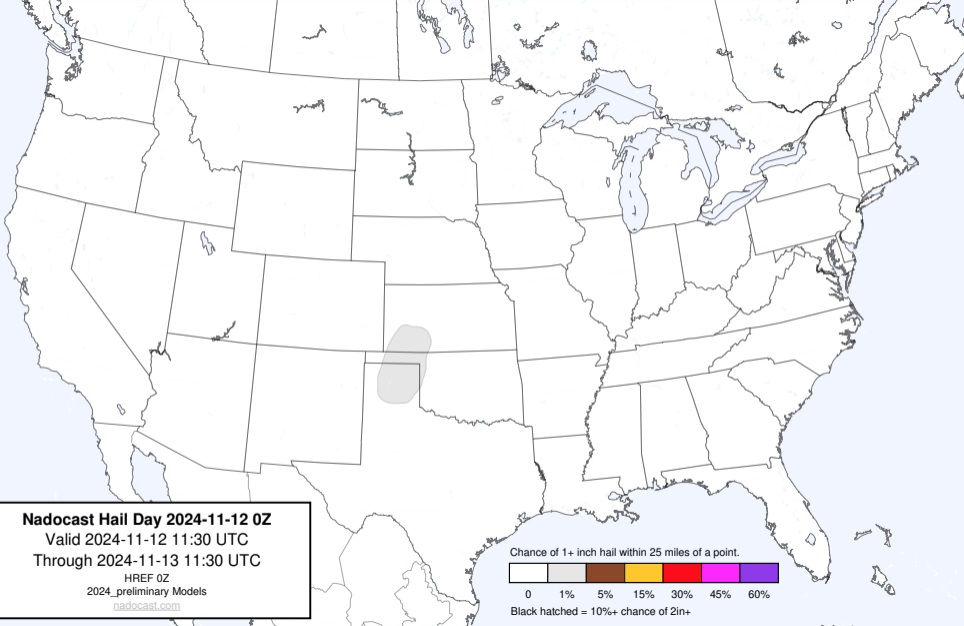 Nadocast Hail Day 2024-11-12 0Z
Valid 2024-11-12 11:30 UTC
Through 2024-11-13 11:30 UTC
HREF 0Z
2024_preliminary Models
nadocast.com
Chance of 1+ inch hail within 25 miles of a point.
0 1% 5% 15% 30% 45% 60%
Black hatched = 10%+ chance of 2in+